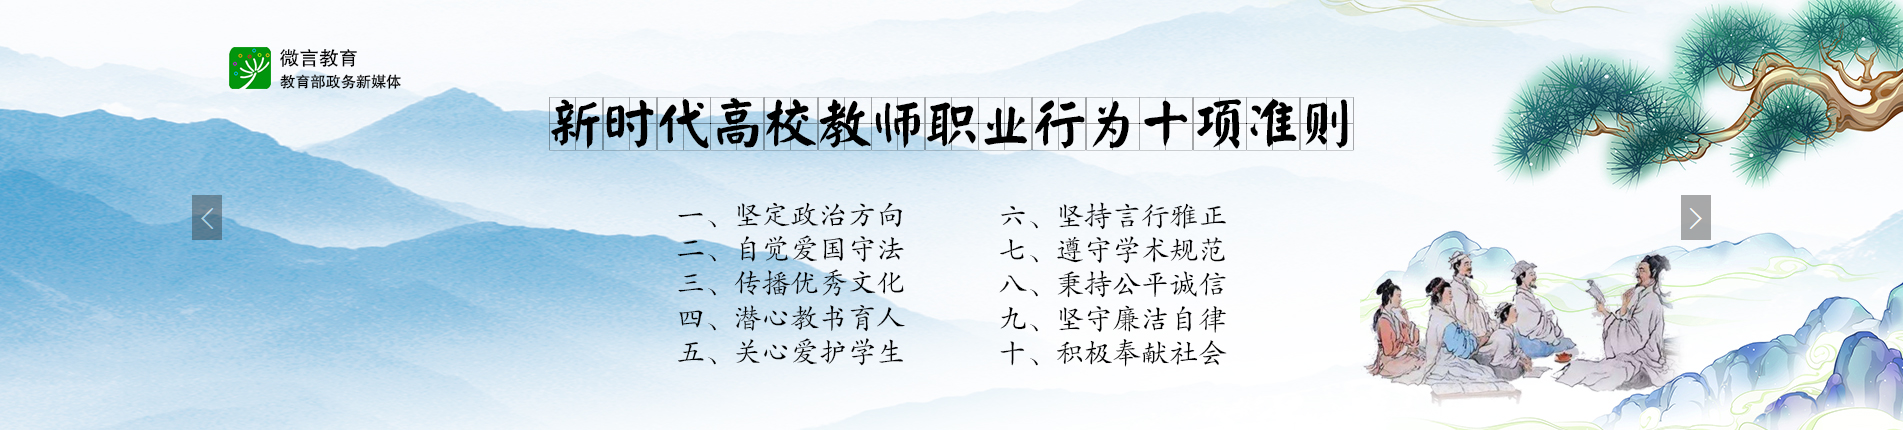 微言教育
教育部政务新媒体
新时代高校教师职业行为十项准则
一、坚定政治方向
二、自觉爱国守法
三、传播优秀文化
四、潜心教书育人
五、关心爱护学生
六、坚持言行雅正
七、遵守学术规范
八、秉持公平诚信
九、坚守廉洁自律
十、积极奉献社会